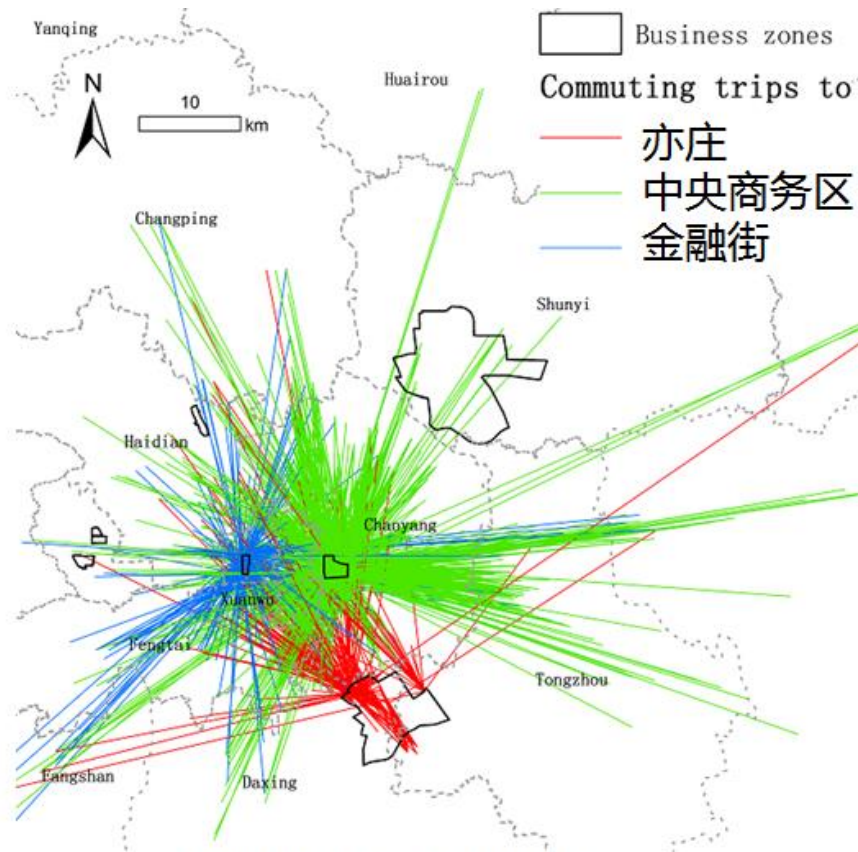 Yanqing
Business zones
Huairou
Commuting trips to
N
10
km
亦庄
中央商务区
金融街
Changping
Shunyi
Haidian
Chaoyang
Xuanwu
Fengtai
Tongzhou
Fangshan
Daxing